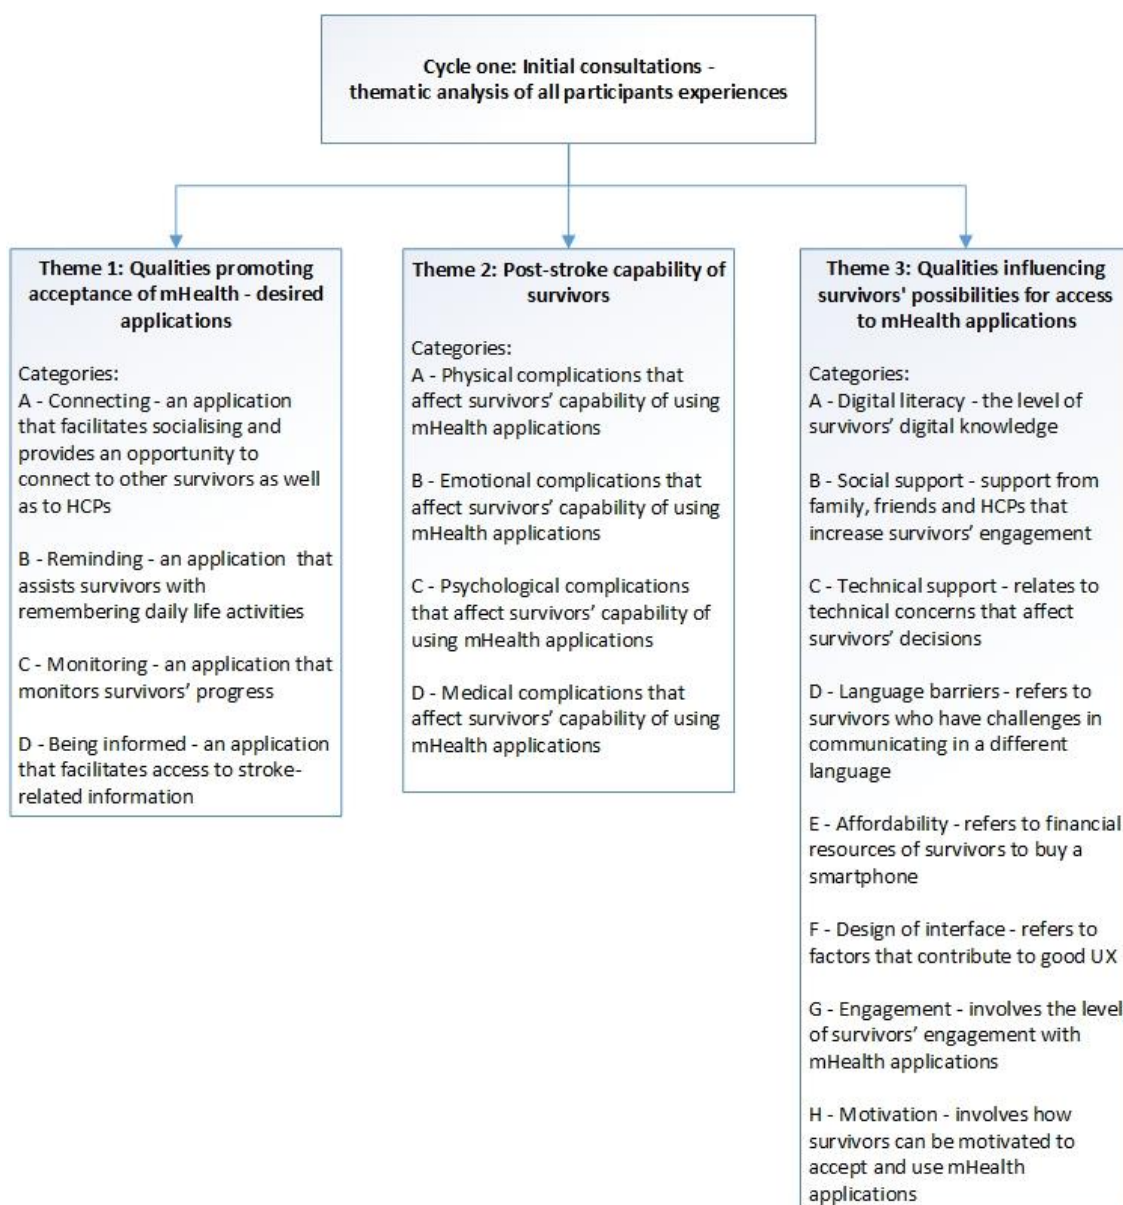 Cycle one: Initial consultations -
thematic analysis of all participants experiences
Theme 1: Qualities promoting
acceptance of mHealth - desired
applications
Categories:
A - Connecting - an application
that facilitates socialising and
provides an opportunity to
connect to other survivors as well
as to HCPs
B - Reminding - an application  that
assists survivors with
remembering daily life activities
C - Monitoring - an application that
monitors survivors’ progress
D - Being informed - an application
that facilitates access to stroke-
related information
Theme 2: Post-stroke capability of
survivors
Categories:
A - Physical complications that
affect survivors’ capability of using
mHealth applications
B - Emotional complications that
affect survivors’ capability of using
mHealth applications
C - Psychological complications
that affect survivors’ capability of
using mHealth applications
D - Medical complications that
affect survivors’ capability of using
mHealth applications
Theme 3: Qualities influencing
survivors' possibilities for access
to mHealth applications
Categories:
A - Digital literacy - the level of
survivors’ digital knowledge
B - Social support - support from
family, friends and HCPs that
increase survivors’ engagement
C - Technical support - relates to
technical concerns that affect
survivors’ decisions
D - Language barriers - refers to
survivors who have challenges in
communicating in a different
language
E - Affordability - refers to financial
resources of survivors to buy a
smartphone
F - Design of interface - refers to
factors that contribute to good UX
G - Engagement - involves the level
of survivors’ engagement with
mHealth applications
H - Motivation - involves how
survivors can be motivated to
accept and use mHealth
applications